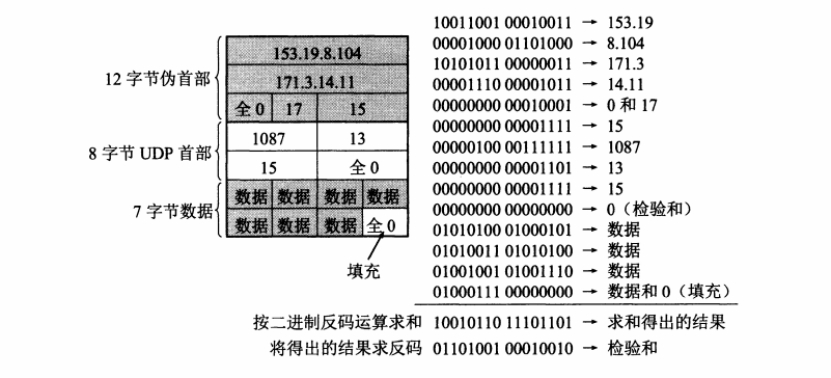 12 字节伪首部
153.19.8.104
171.3.14.11
全 0 17 15
8 字节 UDP 首部
1087 13
15 全 0
7 字节数据
数据 数据 数据 数据
数据 数据 数据 全 0
填充
10011001 00010011 → 153.19
00001000 01101000 → 8.104
10101011 00000011 → 171.3
00001110 00001011 → 14.11
00000000 00010001 → 0 和 17
00000000 00001111 → 15
00000100 00111111 → 1087
00000000 00001101 → 13
00000000 00001111 → 15
00000000 00000000 → 0（检验和）
01010100 01000101 → 数据
01010011 01010100 → 数据
01001001 01001110 → 数据
01000111 00000000 → 数据和 0（填充）
按二进制反码运算求和 10010110 11101101 → 求和得出的结果
将得出的结果求反码 01101001 00010010 → 检验和